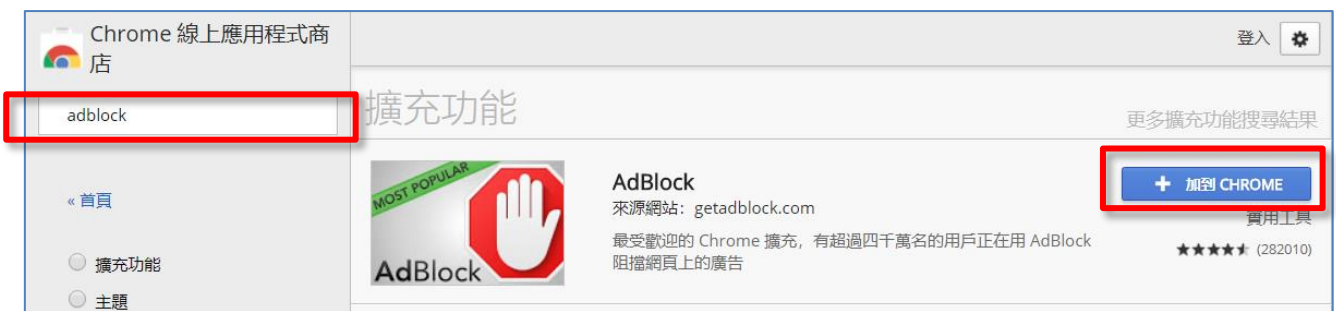 Chrome 線上應用程式商
店
登入
adblock
擴充功能
更多擴充功能搜尋結果
« 首頁
擴充功能
主題
MOST POPULAR
AdBlock
AdBlock
來源網站: getadblock.com
最受歡迎的 Chrome 擴充，有超過四千萬名的用戶正在用 AdBlock
阻擋網頁上的廣告
+ 加到 CHROME
實用工具
(282010)